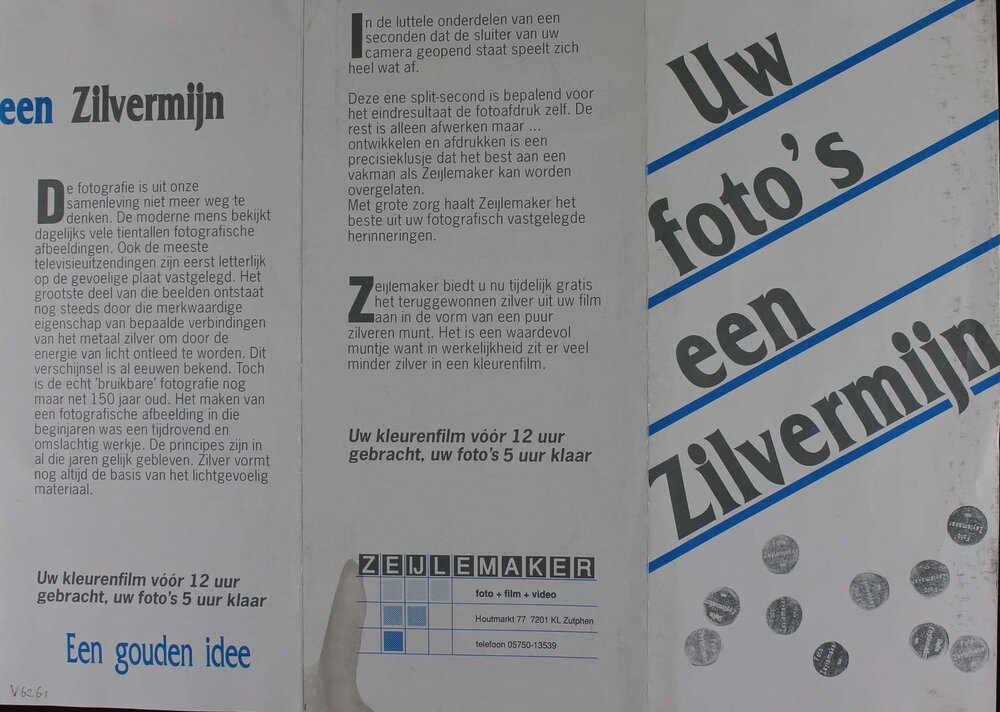 een Zilvermijn
De fotografie is uit onze
samenleving niet meer weg te
denken. De moderne mens bekijkt
dagelijks vele tientallen fotografische
afbeeldingen. Ook de meeste
televisieuitzendingen zijn eerst letterlijk
op de gevoelige plaat vastgelegd. Het
grootste deel van die beelden ontstaat
nog steeds door die merkwaardige
eigenschap van bepaalde verbindingen
van het metaal zilver om door de
energie van licht ontleed te worden. Dit
verschijnsel is al eeuwen bekend. Toch
is de echt 'bruikbare' fotografie nog
maar net 150 jaar oud. Het maken van
een fotografische afbeelding in die
beginjaren was een tijdrovend en
omslachtig werkje. De principes zijn in
al die jaren gelijk gebleven. Zilver vormt
nog altijd de basis van het lichtgevoelig
materiaal.
Uw kleurenfilm vóór 12 uur
gebracht, uw foto's 5 uur klaar
Een gouden idee
V6261
In de luttele onderdelen van een
seconden dat de sluiter van uw
camera geopend staat speelt zich
heel wat af.
Deze ene split-second is bepalend voor
het eindresultaat de fotoafdruk zelf. De
rest is alleen afwerken maar ...
ontwikkelen en afdrukken is een
precisieklusje dat het best aan een
vakman als Zeijlemaker kan worden
overgelaten.
Met grote zorg haalt Zeijlemaker het
beste uit uw fotografisch vastgelegde
herinneringen.
Zeijlemaker biedt u nu tijdelijk gratis
het teruggewonnen zilver uit uw film
aan in de vorm van een puur
zilveren munt. Het is een waardevol
muntje want in werkelijkheid zit er veel
minder zilver in een kleurenfilm.
Uw kleurenfilm vóór 12 uur
gebracht, uw foto's 5 uur klaar
ZEIJLEMAKER
foto + film + video
Houtmarkt 77 7201 KL Zutphen
telefoon 05750-13539
Uw
foto's
een
Zilvermijn